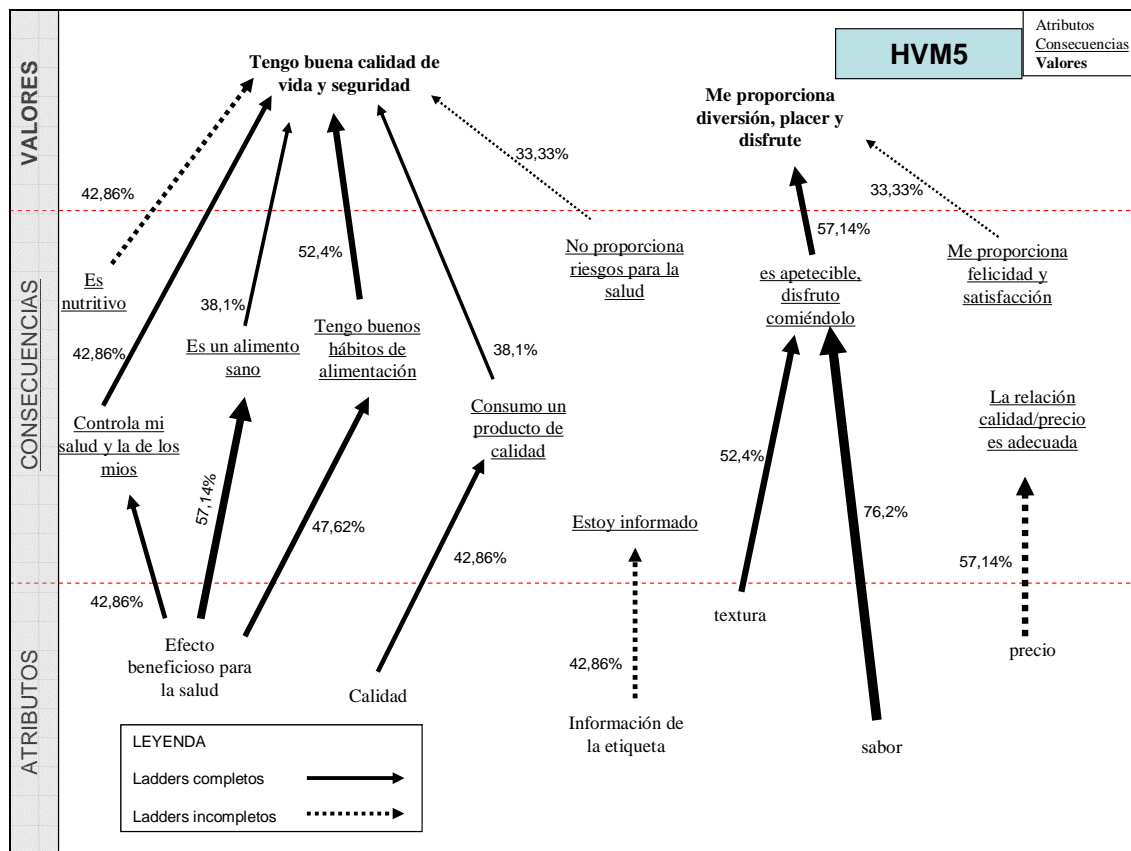 HVM5
Atributos
Consecuencias
Valores
VALORES
CONSECUENCIAS
ATRIBUTOS
Tengo buena calidad de
vida y seguridad
Me proporciona
diversión, placer y
disfrute
42,86%
33,33%
33,33%
57,14%
52,4%
38,1%
42,86%
38,1%
Es
nutritivo
No proporciona
riesgos para la
salud
es apetecible,
disfruto
comiéndolo
Me proporciona
felicidad y
satisfacción
Es un alimento
sano
Tengo buenos
hábitos de
alimentación
Controla mi
salud y la de los
mios
Consumo un
producto de
calidad
La relación
calidad/precio
es adecuada
Estoy informado
57,14%
47,62%
42,86%
52,4%
76,2%
57,14%
42,86%
42,86%
Efecto
beneficioso para
la salud
Calidad
Información de
la etiqueta
textura
sabor
precio
LEYENDA
Ladders completos
Ladders incompletos